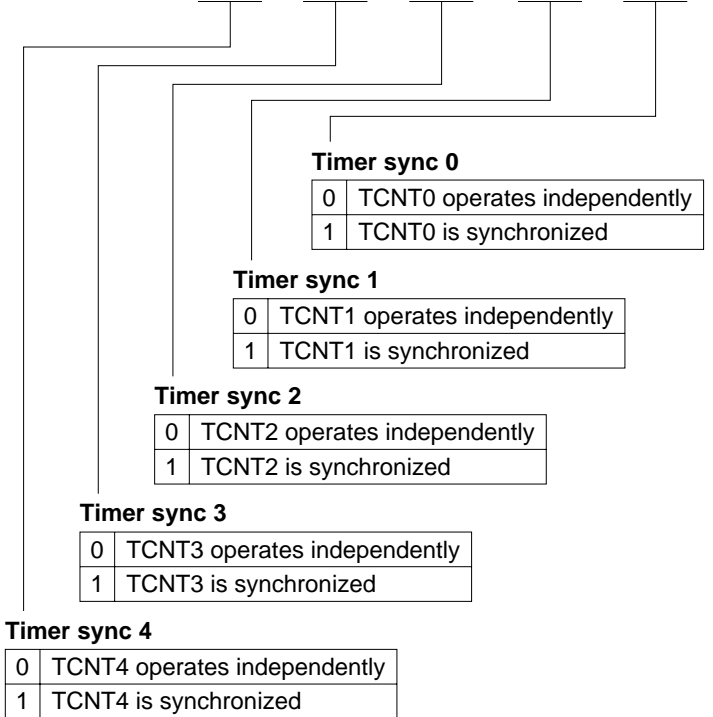 Timer sync 0
0 TCNT0 operates independently
1 TCNT0 is synchronized
Timer sync 1
0 TCNT1 operates independently
1 TCNT1 is synchronized
Timer sync 2
0 TCNT2 operates independently
1 TCNT2 is synchronized
Timer sync 3
0 TCNT3 operates independently
1 TCNT3 is synchronized
Timer sync 4
0 TCNT4 operates independently
1 TCNT4 is synchronized